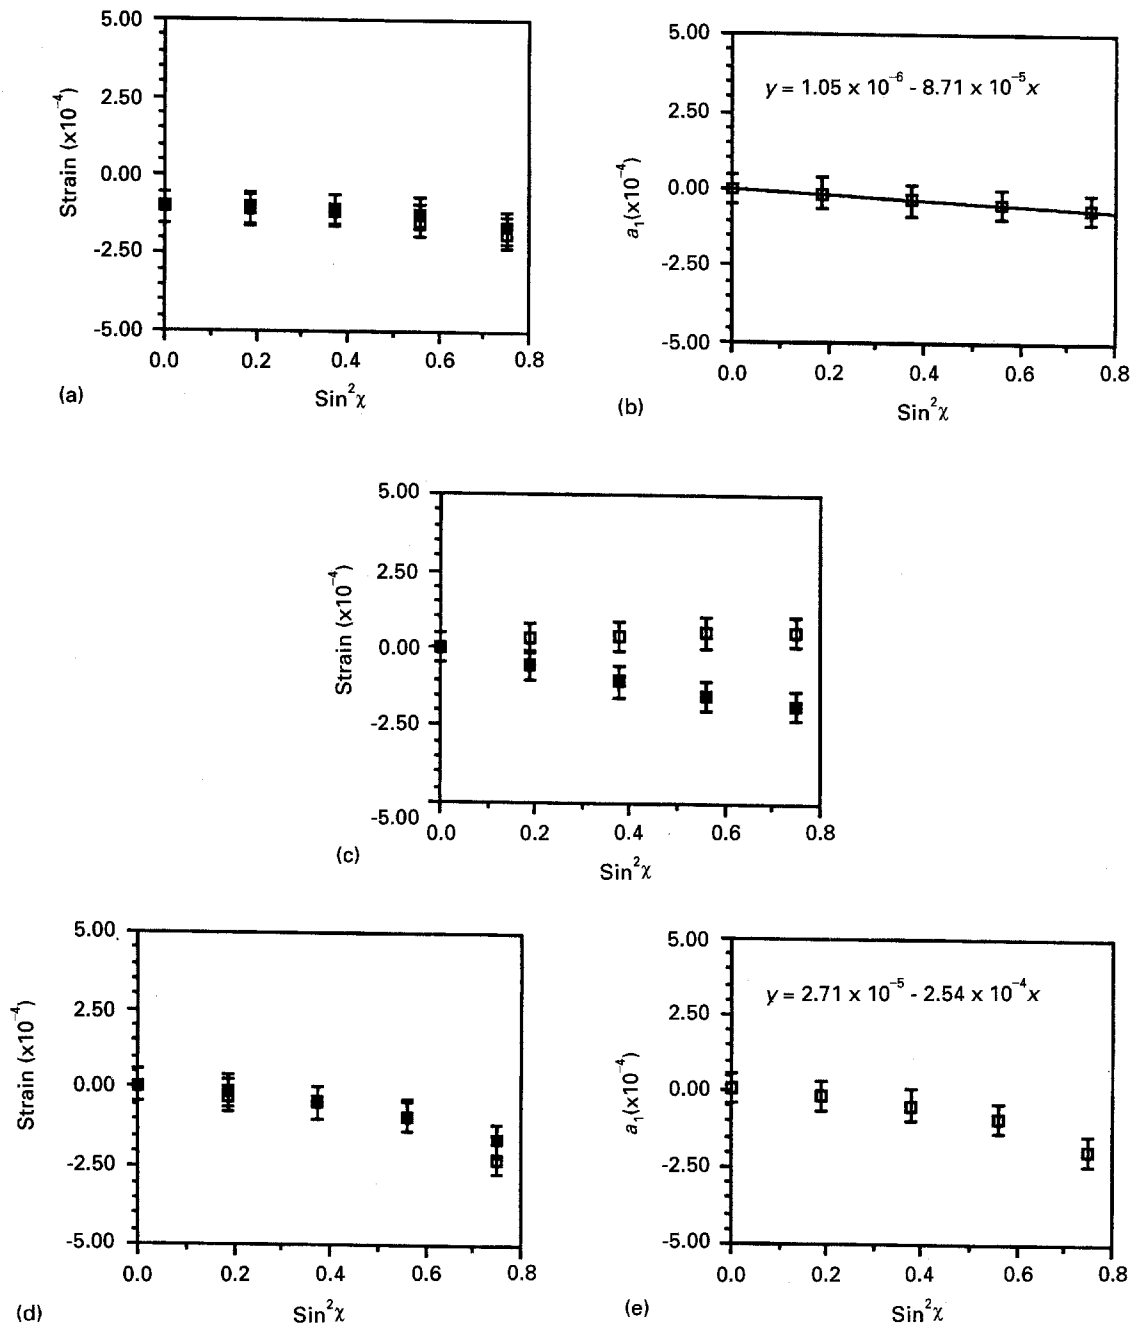 5.00
2.50
0.00
-2.50
-5.00
Strain (x10⁻⁴)
0.0 0.2 0.4 0.6 0.8
Sin²χ
(a)
5.00
2.50
0.00
-2.50
-5.00
a₁(x10⁻⁴)
y = 1.05 x 10⁻⁶ - 8.71 x 10⁻⁵x
0.0 0.2 0.4 0.6 0.8
Sin²χ
(b)
5.00
2.50
0.00
-2.50
-5.00
Strain (x10⁻⁴)
0.0 0.2 0.4 0.6 0.8
Sin²χ
(c)
5.00
2.50
0.00
-2.50
-5.00
Strain (x10⁻⁴)
0.0 0.2 0.4 0.6 0.8
Sin²χ
(d)
5.00
2.50
0.00
-2.50
-5.00
a₁(x10⁻⁴)
y = 2.71 x 10⁻⁵ - 2.54 x 10⁻⁴x
0.0 0.2 0.4 0.6 0.8
Sin²χ
(e)